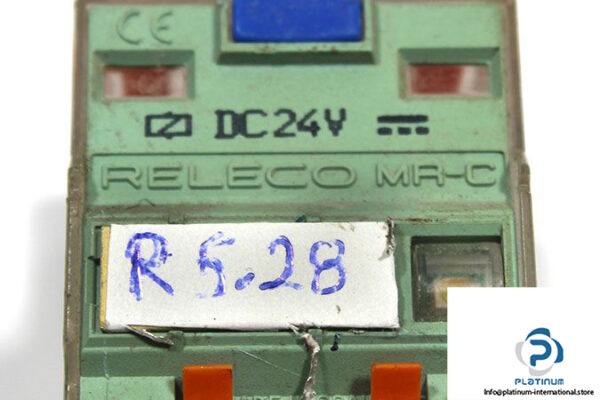 CE
DC24V
RELECO MR-C
R 5.28
PLATINUM
Info@platinum-international.store